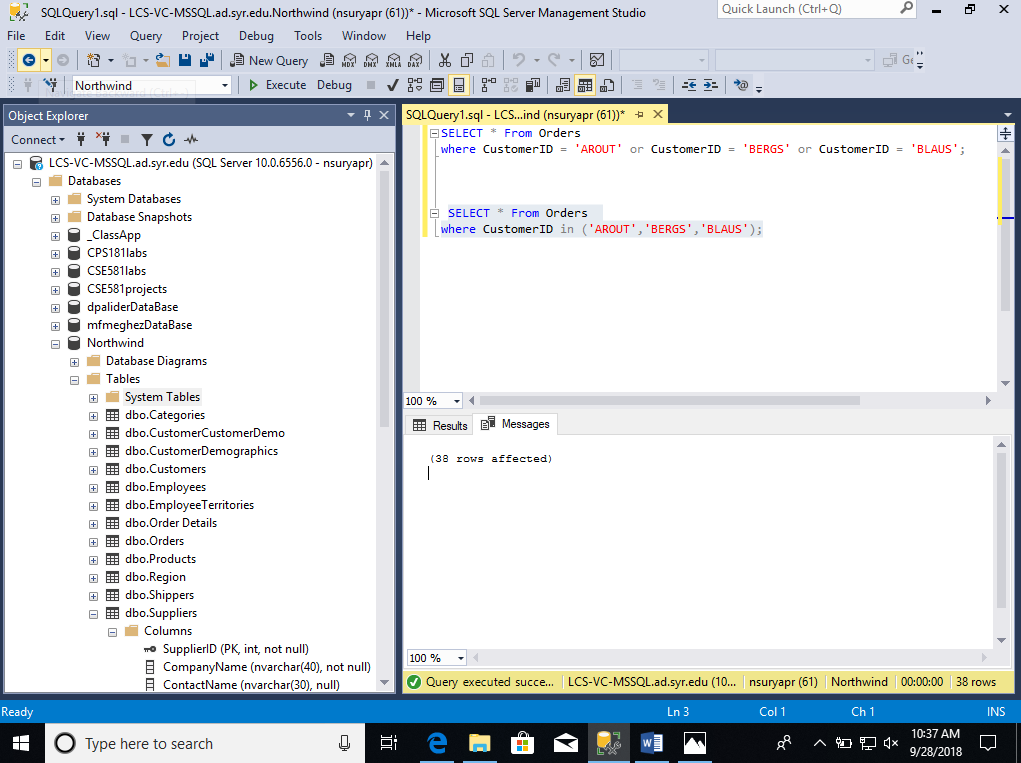 SQLQuery1.sql - LCS-VC-MSSQL.ad.syr.edu.Northwind (nsuryapr (61))* - Microsoft SQL Server Management Studio
Quick Launch (Ctrl+Q)
File Edit View Query Project Debug Tools Window Help
New Query
MDX DMX XMLA DAX
Northwind
Execute Debug
Object Explorer
SQLQuery1.sql - LCS...ind (nsuryapr (61))*
Connect
LCS-VC-MSSQL.ad.syr.edu (SQL Server 10.0.6556.0 - nsuryapr)
Databases
System Databases
Database Snapshots
_ClassApp
CPS181labs
CSE581labs
CSE581projects
dpaliderDataBase
mfmeghezDataBase
Northwind
Database Diagrams
Tables
System Tables
dbo.Categories
dbo.CustomerCustomerDemo
dbo.CustomerDemographics
dbo.Customers
dbo.Employees
dbo.EmployeeTerritories
dbo.Order Details
dbo.Orders
dbo.Products
dbo.Region
dbo.Shippers
dbo.Suppliers
Columns
SupplierID (PK, int, not null)
CompanyName (nvarchar(40), not null)
ContactName (nvarchar(30), null)
SELECT * From Orders
where CustomerID = 'AROUT' or CustomerID = 'BERGS' or CustomerID = 'BLAUS';
SELECT * From Orders
where CustomerID in ('AROUT','BERGS','BLAUS');
100 %
Results Messages
(38 rows affected)
100 %
Query executed succe... LCS-VC-MSSQL.ad.syr.edu (10... nsuryapr (61) Northwind 00:00:00 38 rows
Ready Ln 3 Col 1 Ch 1 INS
Type here to search
10:37 AM
9/28/2018